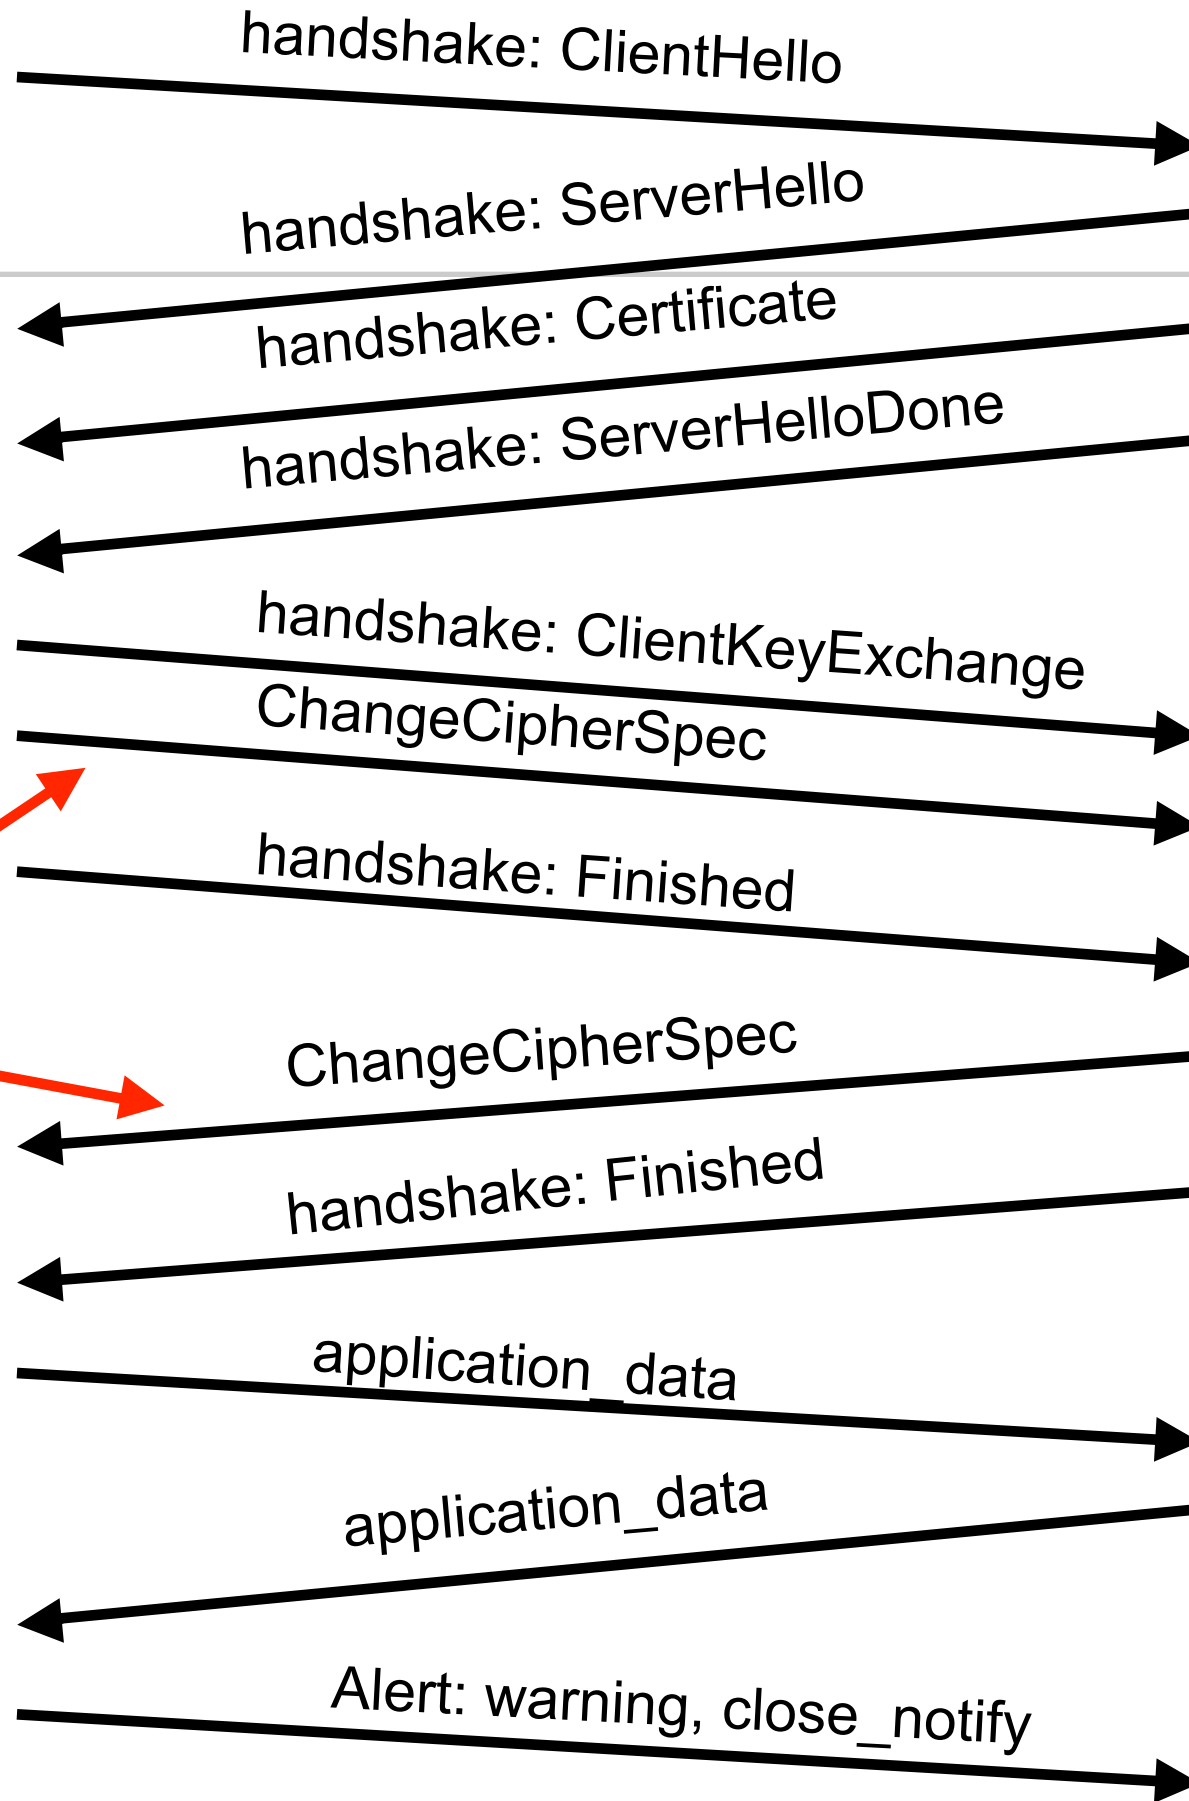 handshake: ClientHello
handshake: ServerHello
handshake: Certificate
handshake: ServerHelloDone
handshake: ClientKeyExchange
ChangeCipherSpec
handshake: Finished
ChangeCipherSpec
handshake: Finished
application_data
application_data
Alert: warning, close_notify